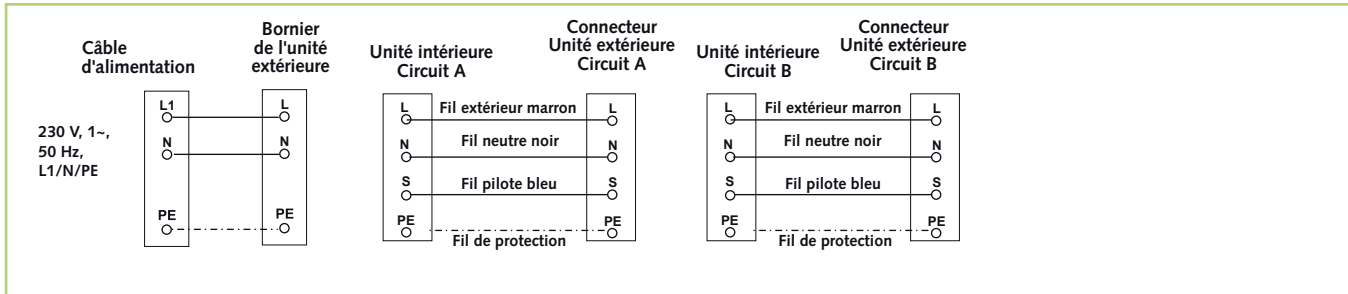 Câble
d'alimentation
Bornier
de l'unité
extérieure
230 V, 1~,
50 Hz,
L1/N/PE
L1
L
N
N
PE
PE
Unité intérieure
Circuit A
Connecteur
Unité extérieure
Circuit A
L
Fil extérieur marron
L
N
Fil neutre noir
N
S
Fil pilote bleu
S
PE
Fil de protection
PE
Unité intérieure
Circuit B
Connecteur
Unité extérieure
Circuit B
L
Fil extérieur marron
L
N
Fil neutre noir
N
S
Fil pilote bleu
S
PE
Fil de protection
PE